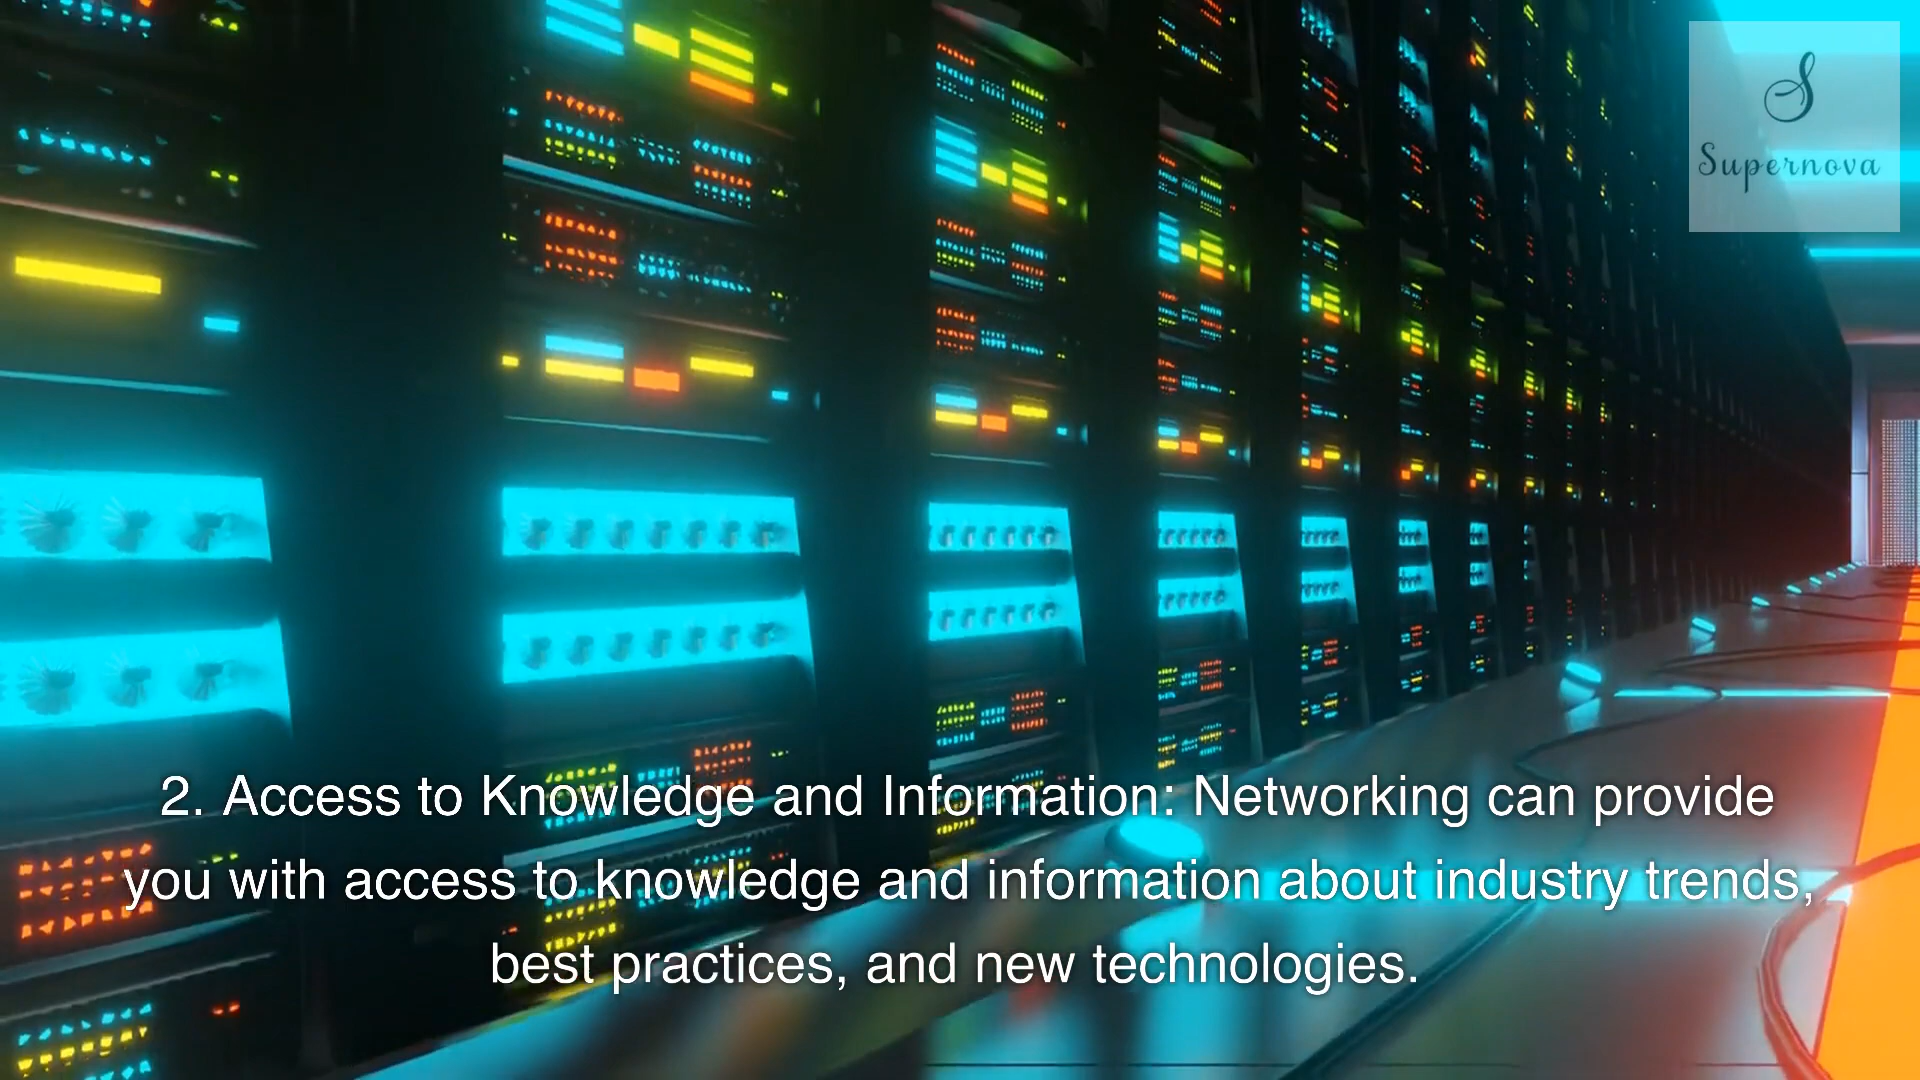 S
Supernova
2. Access to Knowledge and Information: Networking can provide
you with access to knowledge and information about industry trends,
best practices, and new technologies.